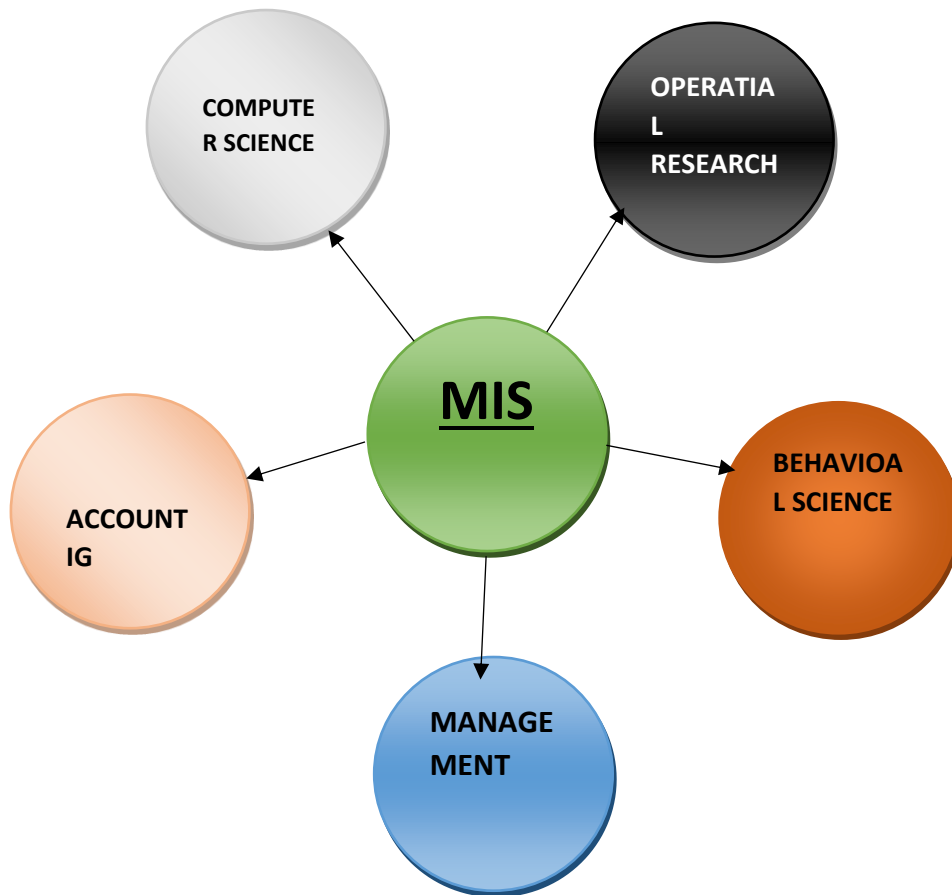 COMPUTE
R SCIENCE
OPERATIA
L
RESEARCH
MIS
ACCOUNT
IG
BEHAVIOA
L SCIENCE
MANAGE
MENT